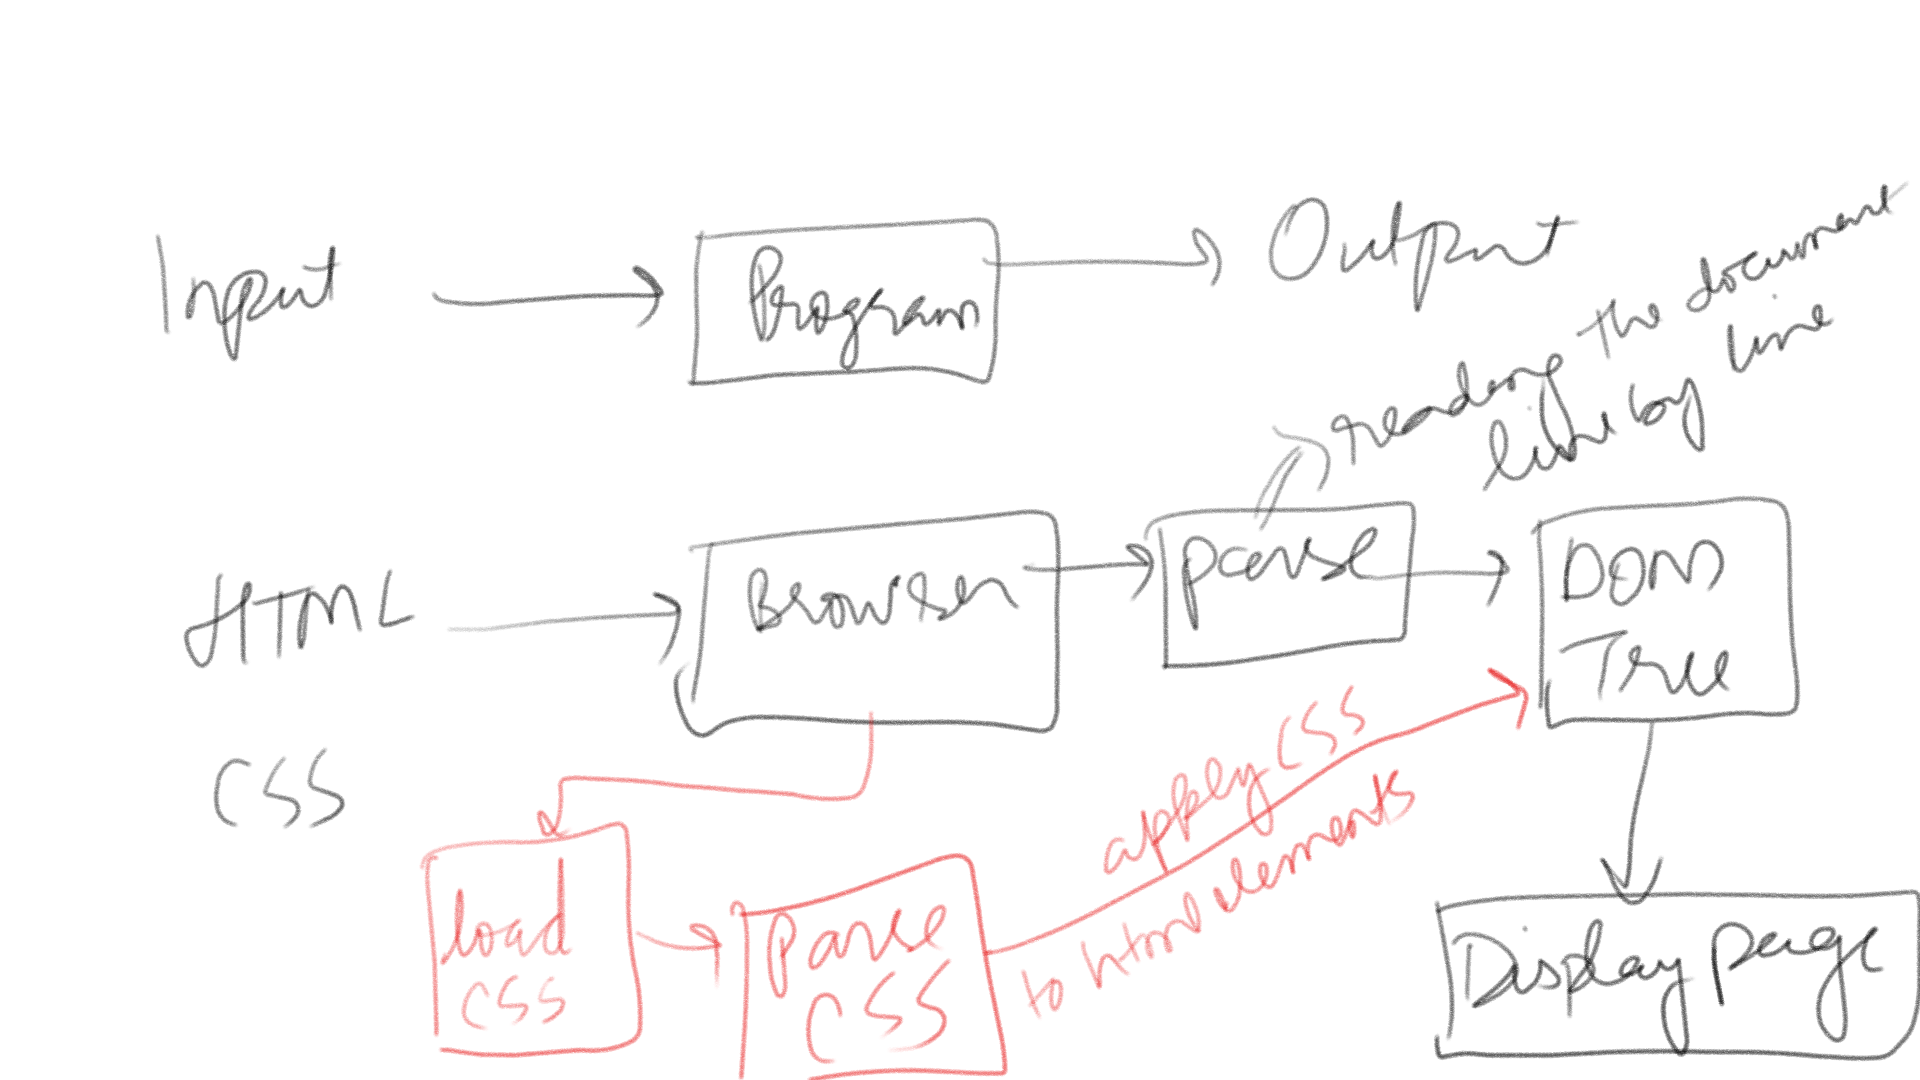 Input
Program
Output
HTML
Browser
parse
reading the document
line by line
DOM
Tree
CSS
load
CSS
Parse
CSS
apply CSS
to html elements
Display page